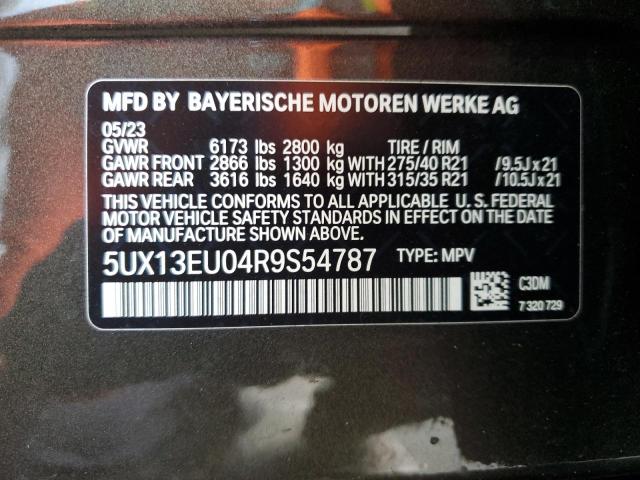 MFD BY BAYERISCHE MOTOREN WERKE AG
05/23
GVWR 6173 lbs 2800 kg TIRE / RIM
GAWR FRONT 2866 lbs 1300 kg WITH 275/40 R21 / 9.5J x 21
GAWR REAR 3616 lbs 1640 kg WITH 315/35 R21 / 10.5J x 21
THIS VEHICLE CONFORMS TO ALL APPLICABLE U. S. FEDERAL
MOTOR VEHICLE SAFETY STANDARDS IN EFFECT ON THE DATE
OF MANUFACTURE SHOWN ABOVE.
5UX13EU04R9S54787 TYPE: MPV
C3DM
7 320 729